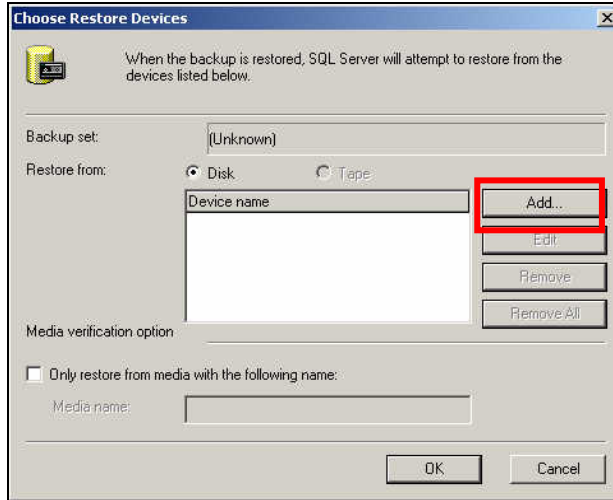 Choose Restore Devices
When the backup is restored, SQL Server will attempt to restore from the
devices listed below.
Backup set:
(Unknown)
Restore from:
Disk
Tape
Device name
Add...
Edit
Remove
Remove All
Media verification option
Only restore from media with the following name:
Media name:
OK
Cancel